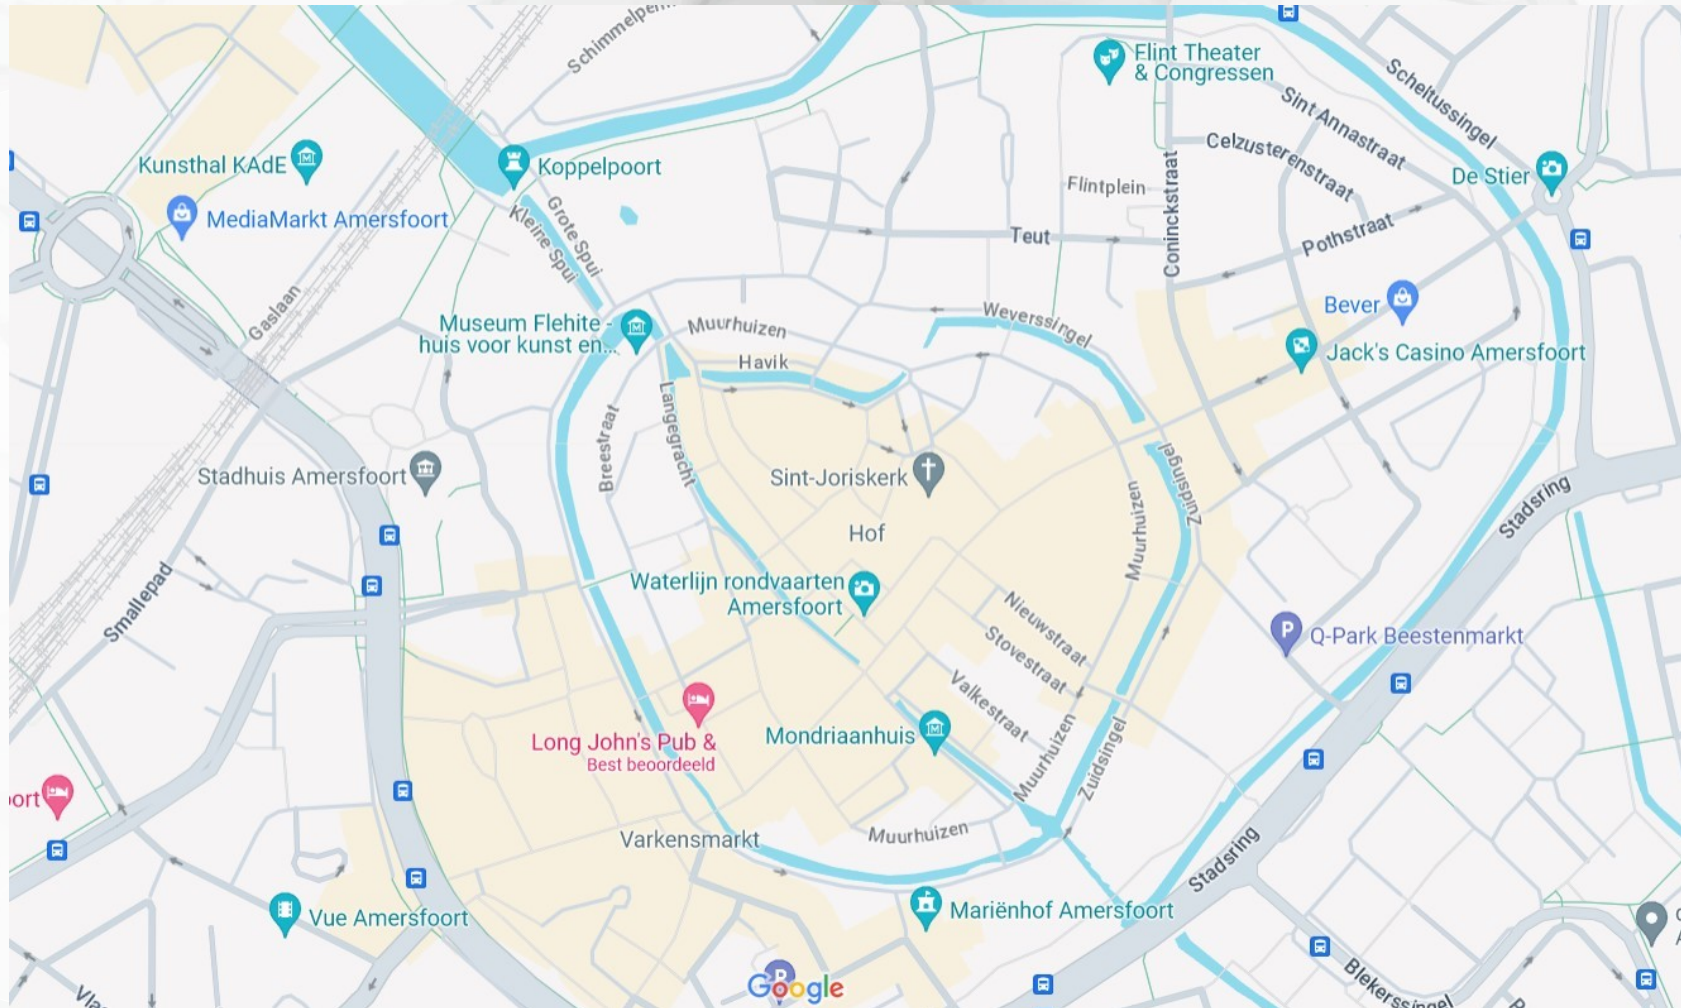 Schimmelpenn
Flint Theater
& Congressen
Scheltussingel
Sint Annastraat
Celzusterenstraat
Kunsthal KAdE
Koppelpoort
De Stier
Flintplein
MediaMarkt Amersfoort
Kleine Spui
Grote Spui
Coninckstraat
Teut
Pothstraat
Gaslaan
Bever
Museum Flehite -
huis voor kunst en...
Muurhuizen
Weverssingel
Jack's Casino Amersfoort
Havik
Langegracht
Breestraat
Stadhuis Amersfoort
Sint-Joriskerk
Zuidsingel
Muurhuizen
Stadsring
Hof
Smallepad
Waterlijn rondvaarten
Amersfoort
Nieuwstraat
Stovestraat
P
Q-Park Beestenmarkt
Valkestraat
Long John's Pub &
Best beoordeeld
Mondriaanhuis
Muurhuizen
Zuidsingel
oort
Varkensmarkt
Muurhuizen
Stadsring
Vue Amersfoort
Mariënhof Amersfoort
P
Google
Blekerssingel